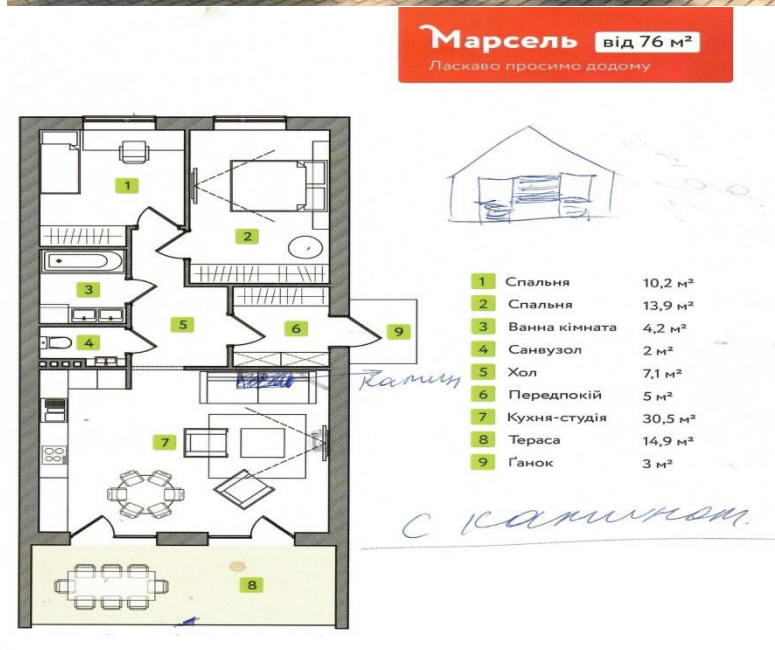 Марсель від 76 м²
Ласкаво просимо додому
1
2
3
4
5
6
7
8
9
камин
1 Спальня 10,2 м²
2 Спальня 13,9 м²
3 Ванна кімната 4,2 м²
4 Санвузол 2 м²
5 Хол 7,1 м²
6 Передпокій 5 м²
7 Кухня-студія 30,5 м²
8 Тераса 14,9 м²
9 Ґанок 3 м²
с камином.